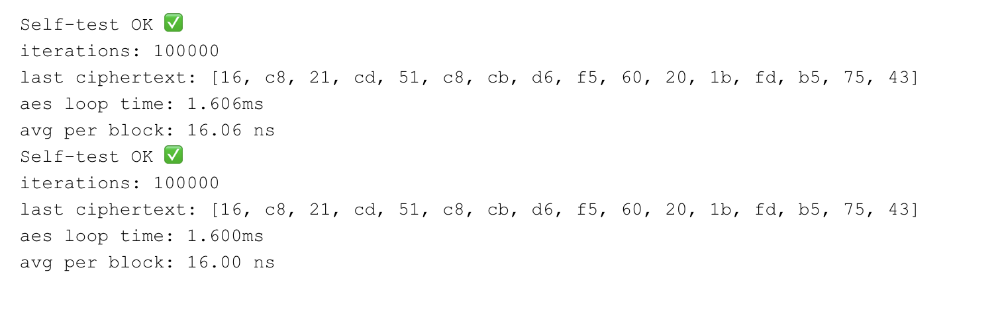 Self-test OK ✅
iterations: 100000
last ciphertext: [16, c8, 21, cd, 51, c8, cb, d6, f5, 60, 20, 1b, fd, b5, 75, 43]
aes loop time: 1.606ms
avg per block: 16.06 ns
Self-test OK ✅
iterations: 100000
last ciphertext: [16, c8, 21, cd, 51, c8, cb, d6, f5, 60, 20, 1b, fd, b5, 75, 43]
aes loop time: 1.600ms
avg per block: 16.00 ns